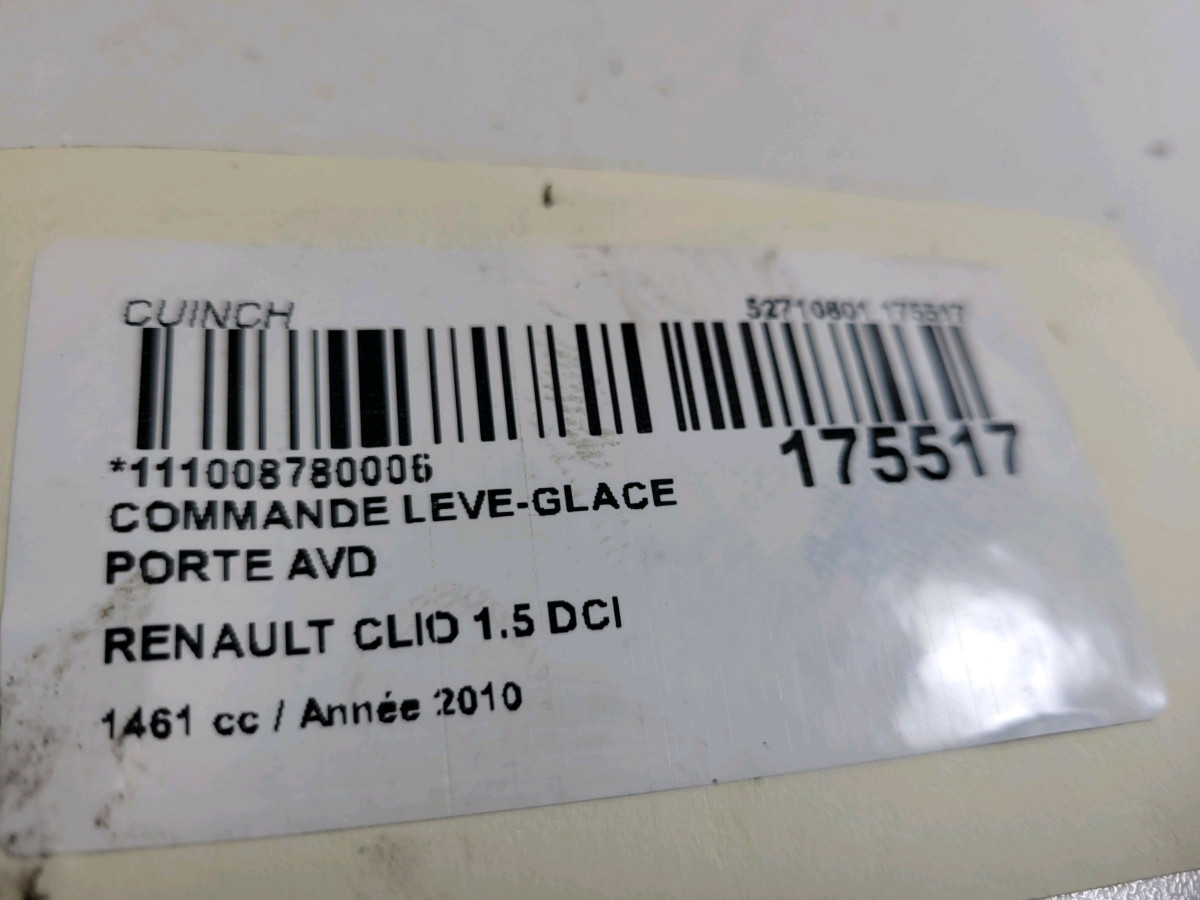 CUINCH
52710801 175517
*111008780006
175517
COMMANDE LEVE-GLACE
PORTE AVD
RENAULT CLIO 1.5 DCI
1461 cc / Année 2010